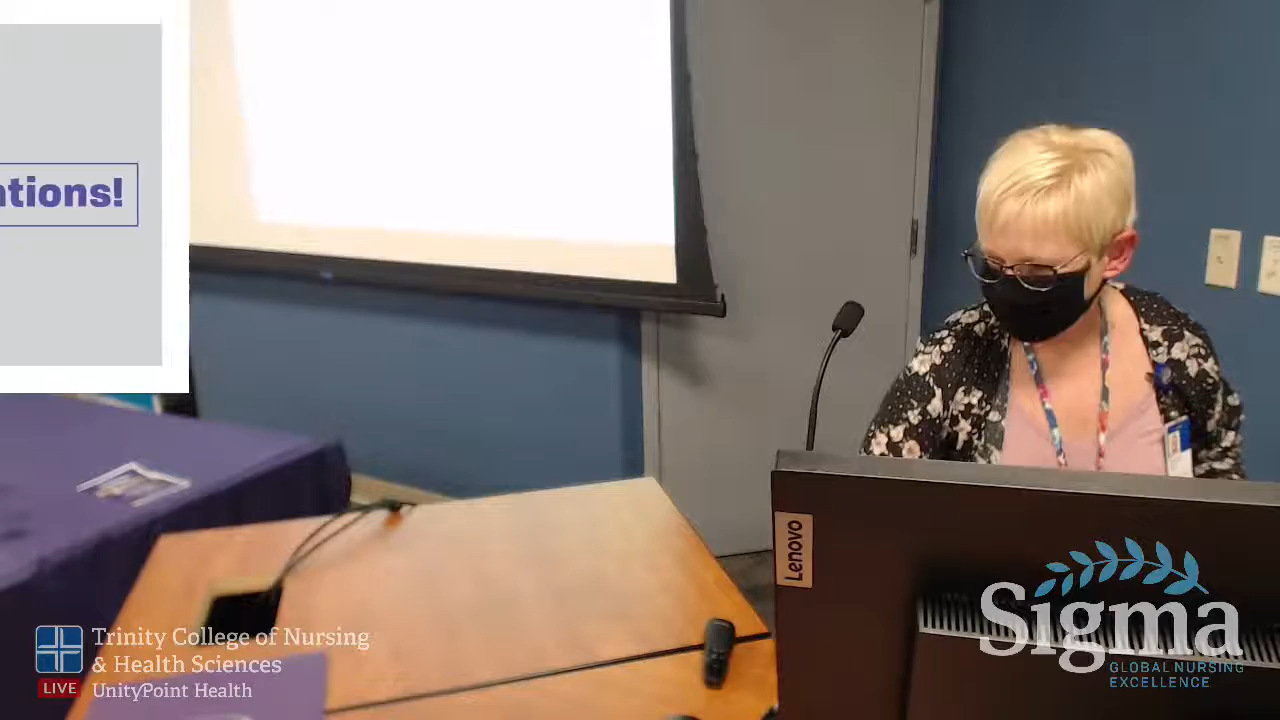 ntions!
Lenovo
Trinity College of Nursing
& Health Sciences
LIVE
UnityPoint Health
Sigma
GLOBAL NURSING
EXCELLENCE